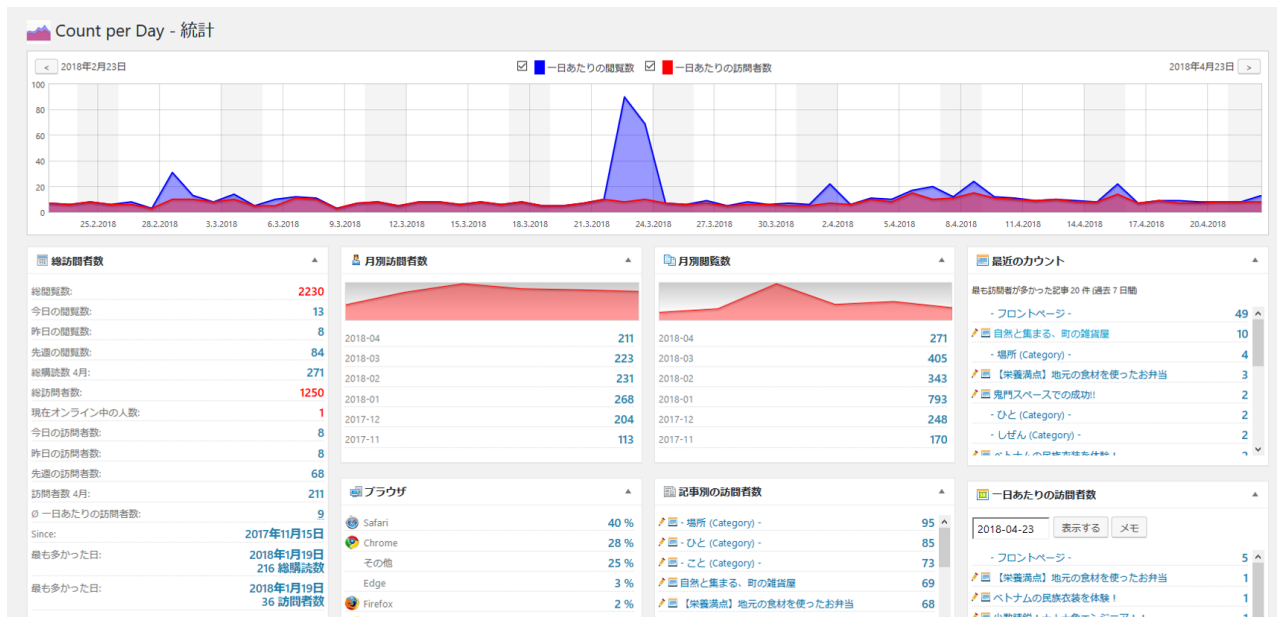 Count per Day - 統計
< 2018年2月23日
一日あたりの閲覧数 一日あたりの訪問者数
2018年4月23日 >
100
80
60
40
20
0
25.2.2018 28.2.2018 3.3.2018 6.3.2018 9.3.2018 12.3.2018 15.3.2018 18.3.2018 21.3.2018 24.3.2018 27.3.2018 30.3.2018 2.4.2018 5.4.2018 8.4.2018 11.4.2018 14.4.2018 17.4.2018 20.4.2018
総訪問者数
総閲覧数: 2230
今日の閲覧数: 13
昨日の閲覧数: 8
先週の閲覧数: 84
総購読数 4月: 271
総訪問者数: 1250
現在オンライン中の人数: 1
今日の訪問者数: 8
昨日の訪問者数: 8
先週の訪問者数: 68
訪問者数 4月: 211
Ø 一日あたりの訪問者数: 9
Since: 2017年11月15日
最も多かった日: 2018年1月19日
216 総購読数
最も多かった日: 2018年1月19日
36 訪問者数
月別訪問者数
2018-04 211
2018-03 223
2018-02 231
2018-01 268
2017-12 204
2017-11 113
月別閲覧数
2018-04 271
2018-03 405
2018-02 343
2018-01 793
2017-12 248
2017-11 170
最近のカウント
最も訪問者が多かった記事 20 件 (過去 7 日間)
- フロントページ - 49
自然と集まる、町の雑貨屋 10
- 場所 (Category) - 4
【栄養満点】地元の食材を使ったお弁当 3
鬼門スペースでの成功!! 2
- ひと (Category) - 2
- しぜん (Category) - 2
ベトナムの民族衣装を体験！ 2
ブラウザ
Safari 40 %
Chrome 28 %
その他 25 %
Edge 3 %
Firefox 2 %
記事別の訪問者数
- 場所 (Category) - 95
- ひと (Category) - 85
- こと (Category) - 73
自然と集まる、町の雑貨屋 69
【栄養満点】地元の食材を使ったお弁当 68
一日あたりの訪問者数
2018-04-23 表示する メモ
- フロントページ - 5
【栄養満点】地元の食材を使ったお弁当 1
ベトナムの民族衣装を体験！ 1